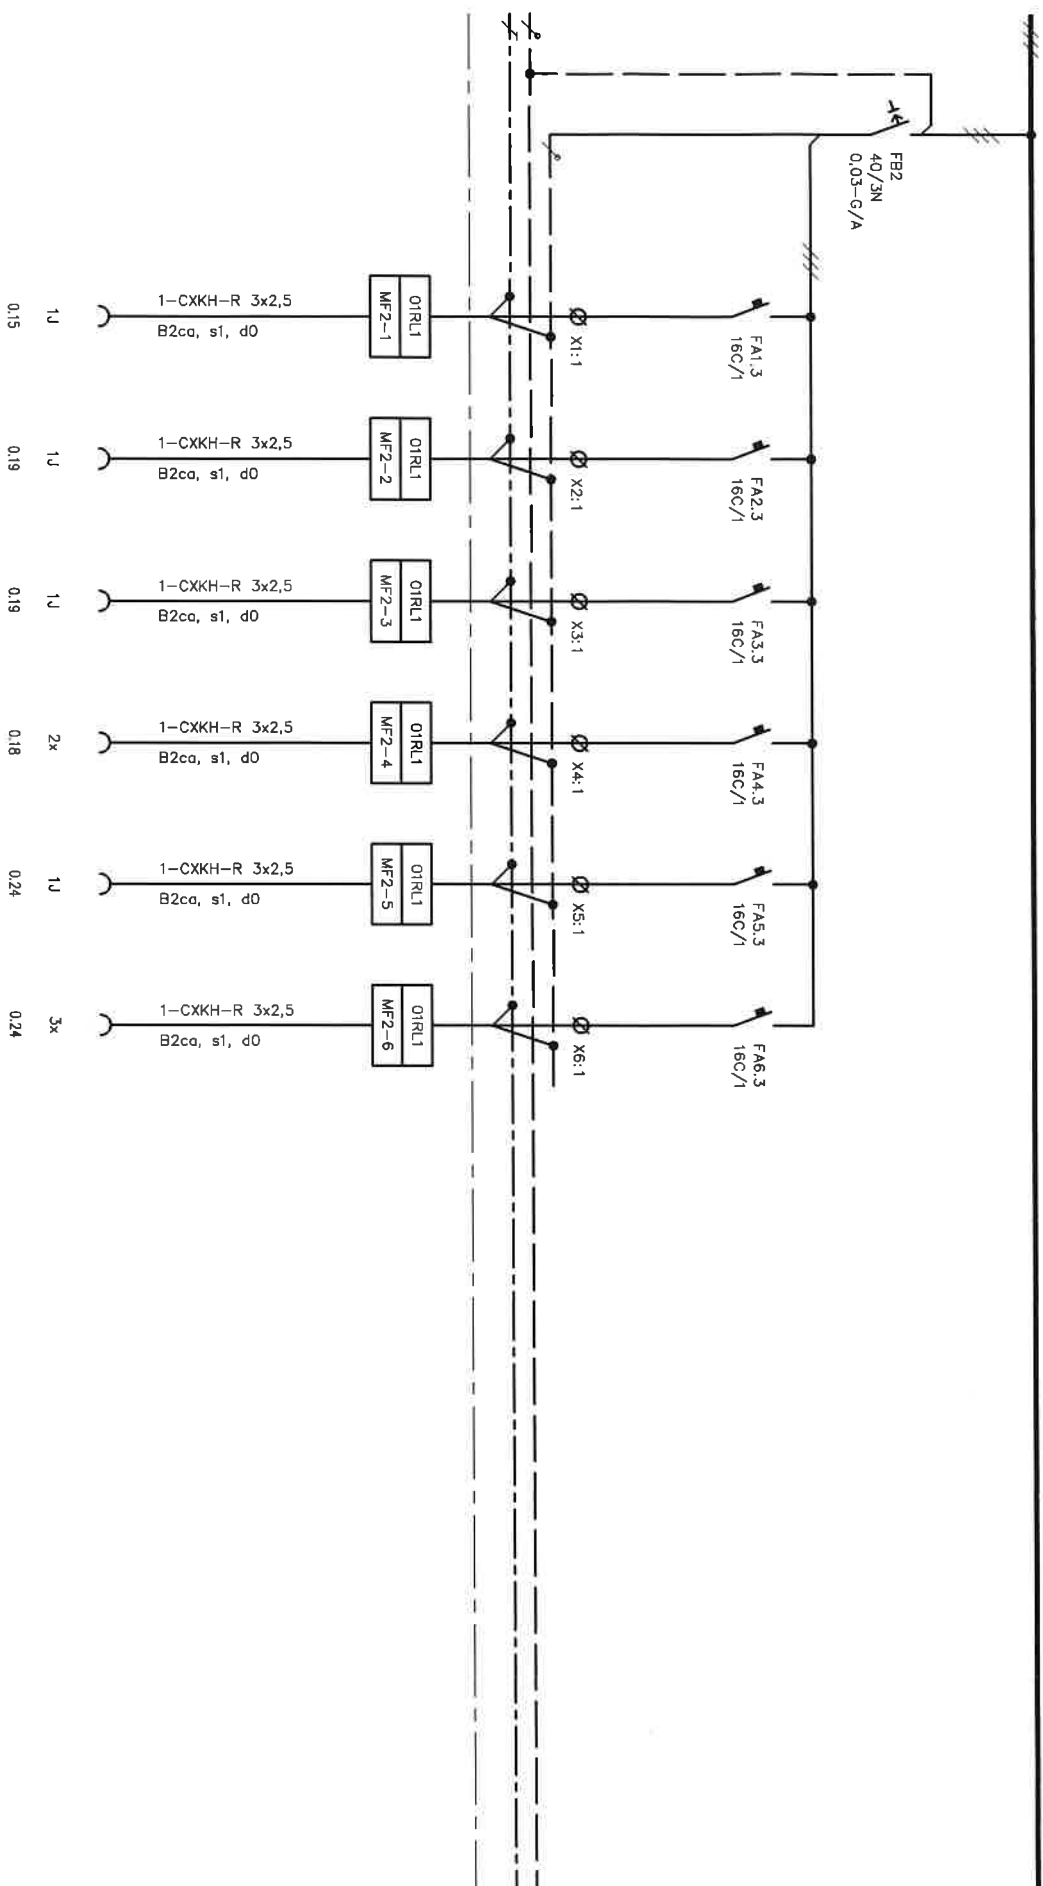 FB2
40/3N
0,03-G/A
FA1.3
16C/1
X1:1
01RL1
MF2-1
1-CXKH-R 3x2,5
B2ca, s1, d0
1J
0.15
FA2.3
16C/1
X2:1
01RL1
MF2-2
1-CXKH-R 3x2,5
B2ca, s1, d0
1J
0.19
FA3.3
16C/1
X3:1
01RL1
MF2-3
1-CXKH-R 3x2,5
B2ca, s1, d0
1J
0.19
FA4.3
16C/1
X4:1
01RL1
MF2-4
1-CXKH-R 3x2,5
B2ca, s1, d0
2x
0.18
FA5.3
16C/1
X5:1
01RL1
MF2-5
1-CXKH-R 3x2,5
B2ca, s1, d0
1J
0.24
FA6.3
16C/1
X6:1
01RL1
MF2-6
1-CXKH-R 3x2,5
B2ca, s1, d0
3x
0.24